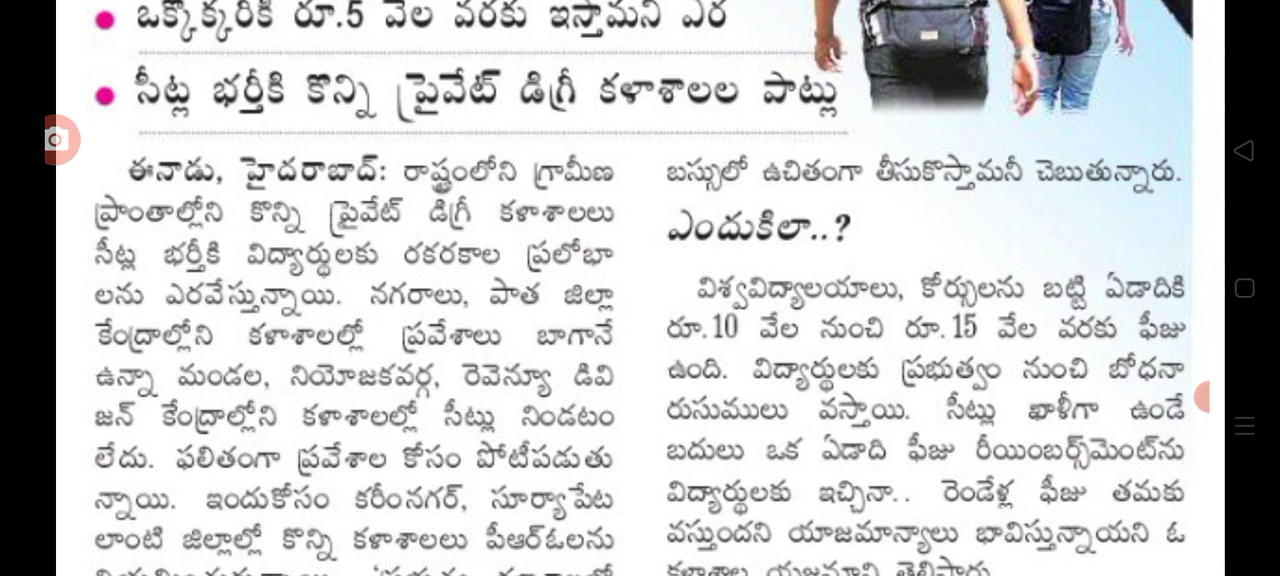 ఒక్కొక్కరికి రూ.5 వేల వరకు ఇస్తామని ఎర
సీట్ల భర్తీకి కొన్ని ప్రైవేట్ డిగ్రీ కళాశాలల పాట్లు
ఈనాడు, హైదరాబాద్: రాష్ట్రంలోని గ్రామీణ
ప్రాంతాల్లోని కొన్ని ప్రైవేట్ డిగ్రీ కళాశాలలు
సీట్ల భర్తీకి విద్యార్థులకు రకరకాల ప్రలోభా
లను ఎరవేస్తున్నాయి. నగరాలు, పాత జిల్లా
కేంద్రాల్లోని కళాశాలల్లో ప్రవేశాలు బాగానే
ఉన్నా మండల, నియోజకవర్గ, రెవెన్యూ డివి
జన్ కేంద్రాల్లోని కళాశాలల్లో సీట్లు నిండటం
లేదు. ఫలితంగా ప్రవేశాల కోసం పోటీపడుతు
న్నాయి. ఇందుకోసం కరీంనగర్, సూర్యాపేట
లాంటి జిల్లాల్లో కొన్ని కళాశాలలు పీఆర్ఓలను
బస్సులో ఉచితంగా తీసుకొస్తామనీ చెబుతున్నారు.
ఎందుకిలా..?
విశ్వవిద్యాలయాలు, కోర్సులను బట్టి ఏడాదికి
రూ.10 వేల నుంచి రూ.15 వేల వరకు ఫీజు
ఉంది. విద్యార్థులకు ప్రభుత్వం నుంచి బోధనా
రుసుములు వస్తాయి. సీట్లు ఖాళీగా ఉండే
బదులు ఒక ఏడాది ఫీజు రీయింబర్స్‌మెంట్‌ను
విద్యార్థులకు ఇచ్చినా.. రెండేళ్ల ఫీజు తమకు
వస్తుందని యాజమాన్యాలు భావిస్తున్నాయని ఓ
కళాశాల యజమాని తెలిపారు.